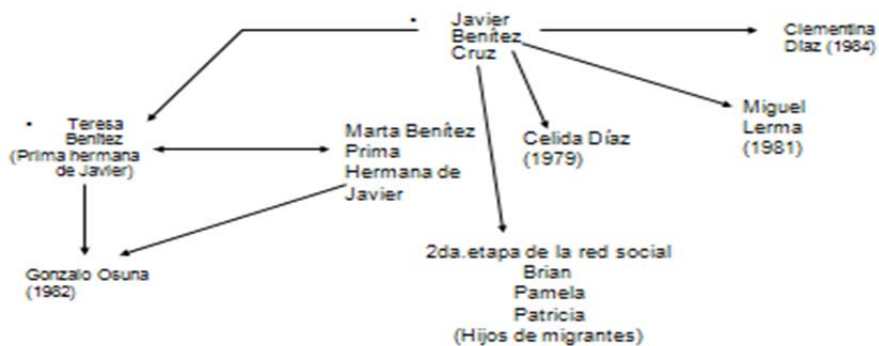 • Javier
Benítez
Cruz
Clementina
Díaz (1984)
• Teresa
Benítez
(Prima hermana
de Javier)
Marta Benítez
Prima
Hermana de
Javier
Celida Díaz
(1979)
Miguel
Lerma
(1981)
Gonzalo Osuna
(1982)
2da.etapa de la red social
Brian
Pamela
Patricia
(Hijos de migrantes)